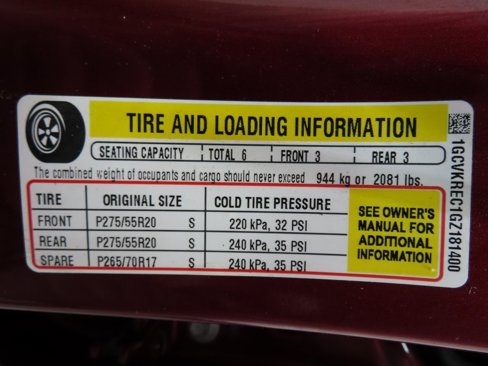 TIRE AND LOADING INFORMATION
SEATING CAPACITY TOTAL 6 FRONT 3 REAR 3
The combined weight of occupants and cargo should never exceed 944 kg or 2081 lbs.
TIRE ORIGINAL SIZE COLD TIRE PRESSURE
FRONT P275/55R20 S 220 kPa, 32 PSI
REAR P275/55R20 S 240 kPa, 35 PSI
SPARE P265/70R17 S 240 kPa, 35 PSI
SEE OWNER'S
MANUAL FOR
ADDITIONAL
INFORMATION
1GCVKREC1GZ181400